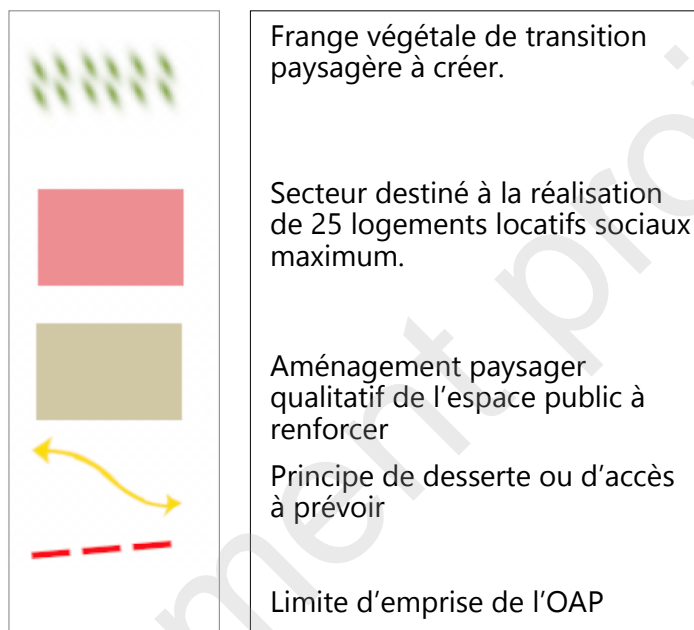 Frange végétale de transition
paysagère à créer.
Secteur destiné à la réalisation
de 25 logements locatifs sociaux
maximum.
Aménagement paysager
qualitatif de l’espace public à
renforcer
Principe de desserte ou d’accès
à prévoir
Limite d’emprise de l’OAP